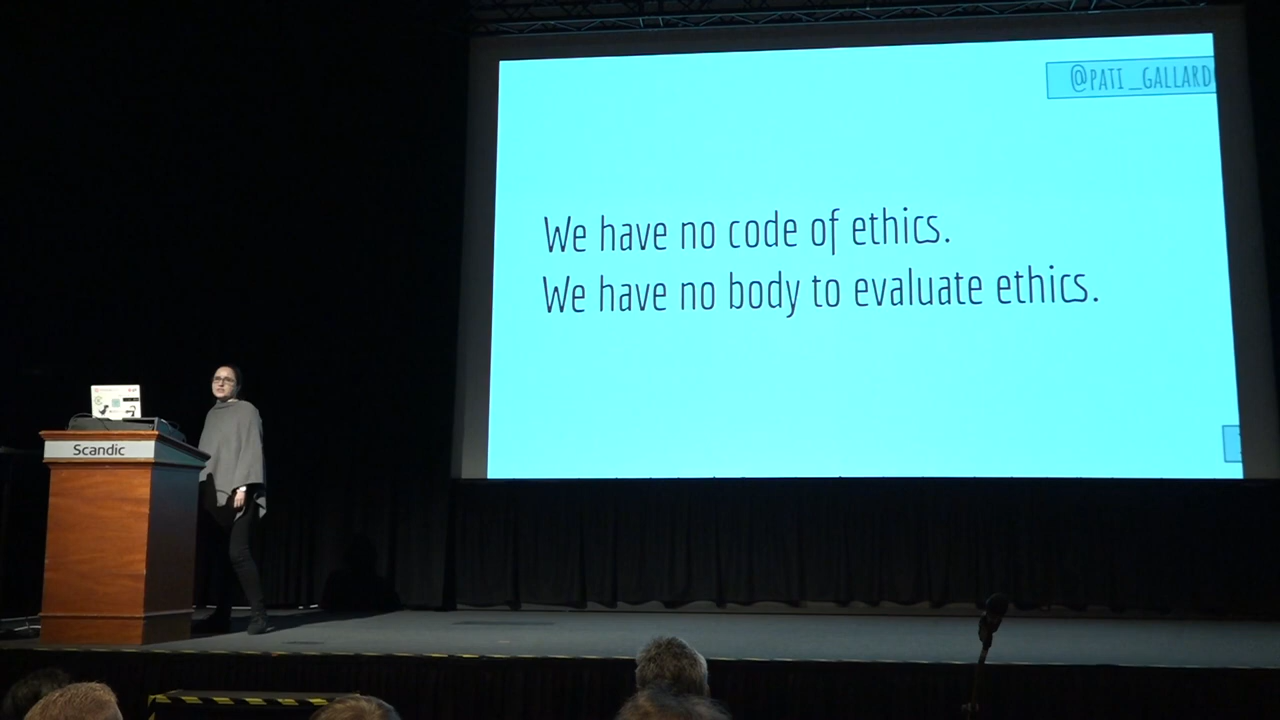 @PATI_GALLARD
We have no code of ethics.
We have no body to evaluate ethics.
Scandic